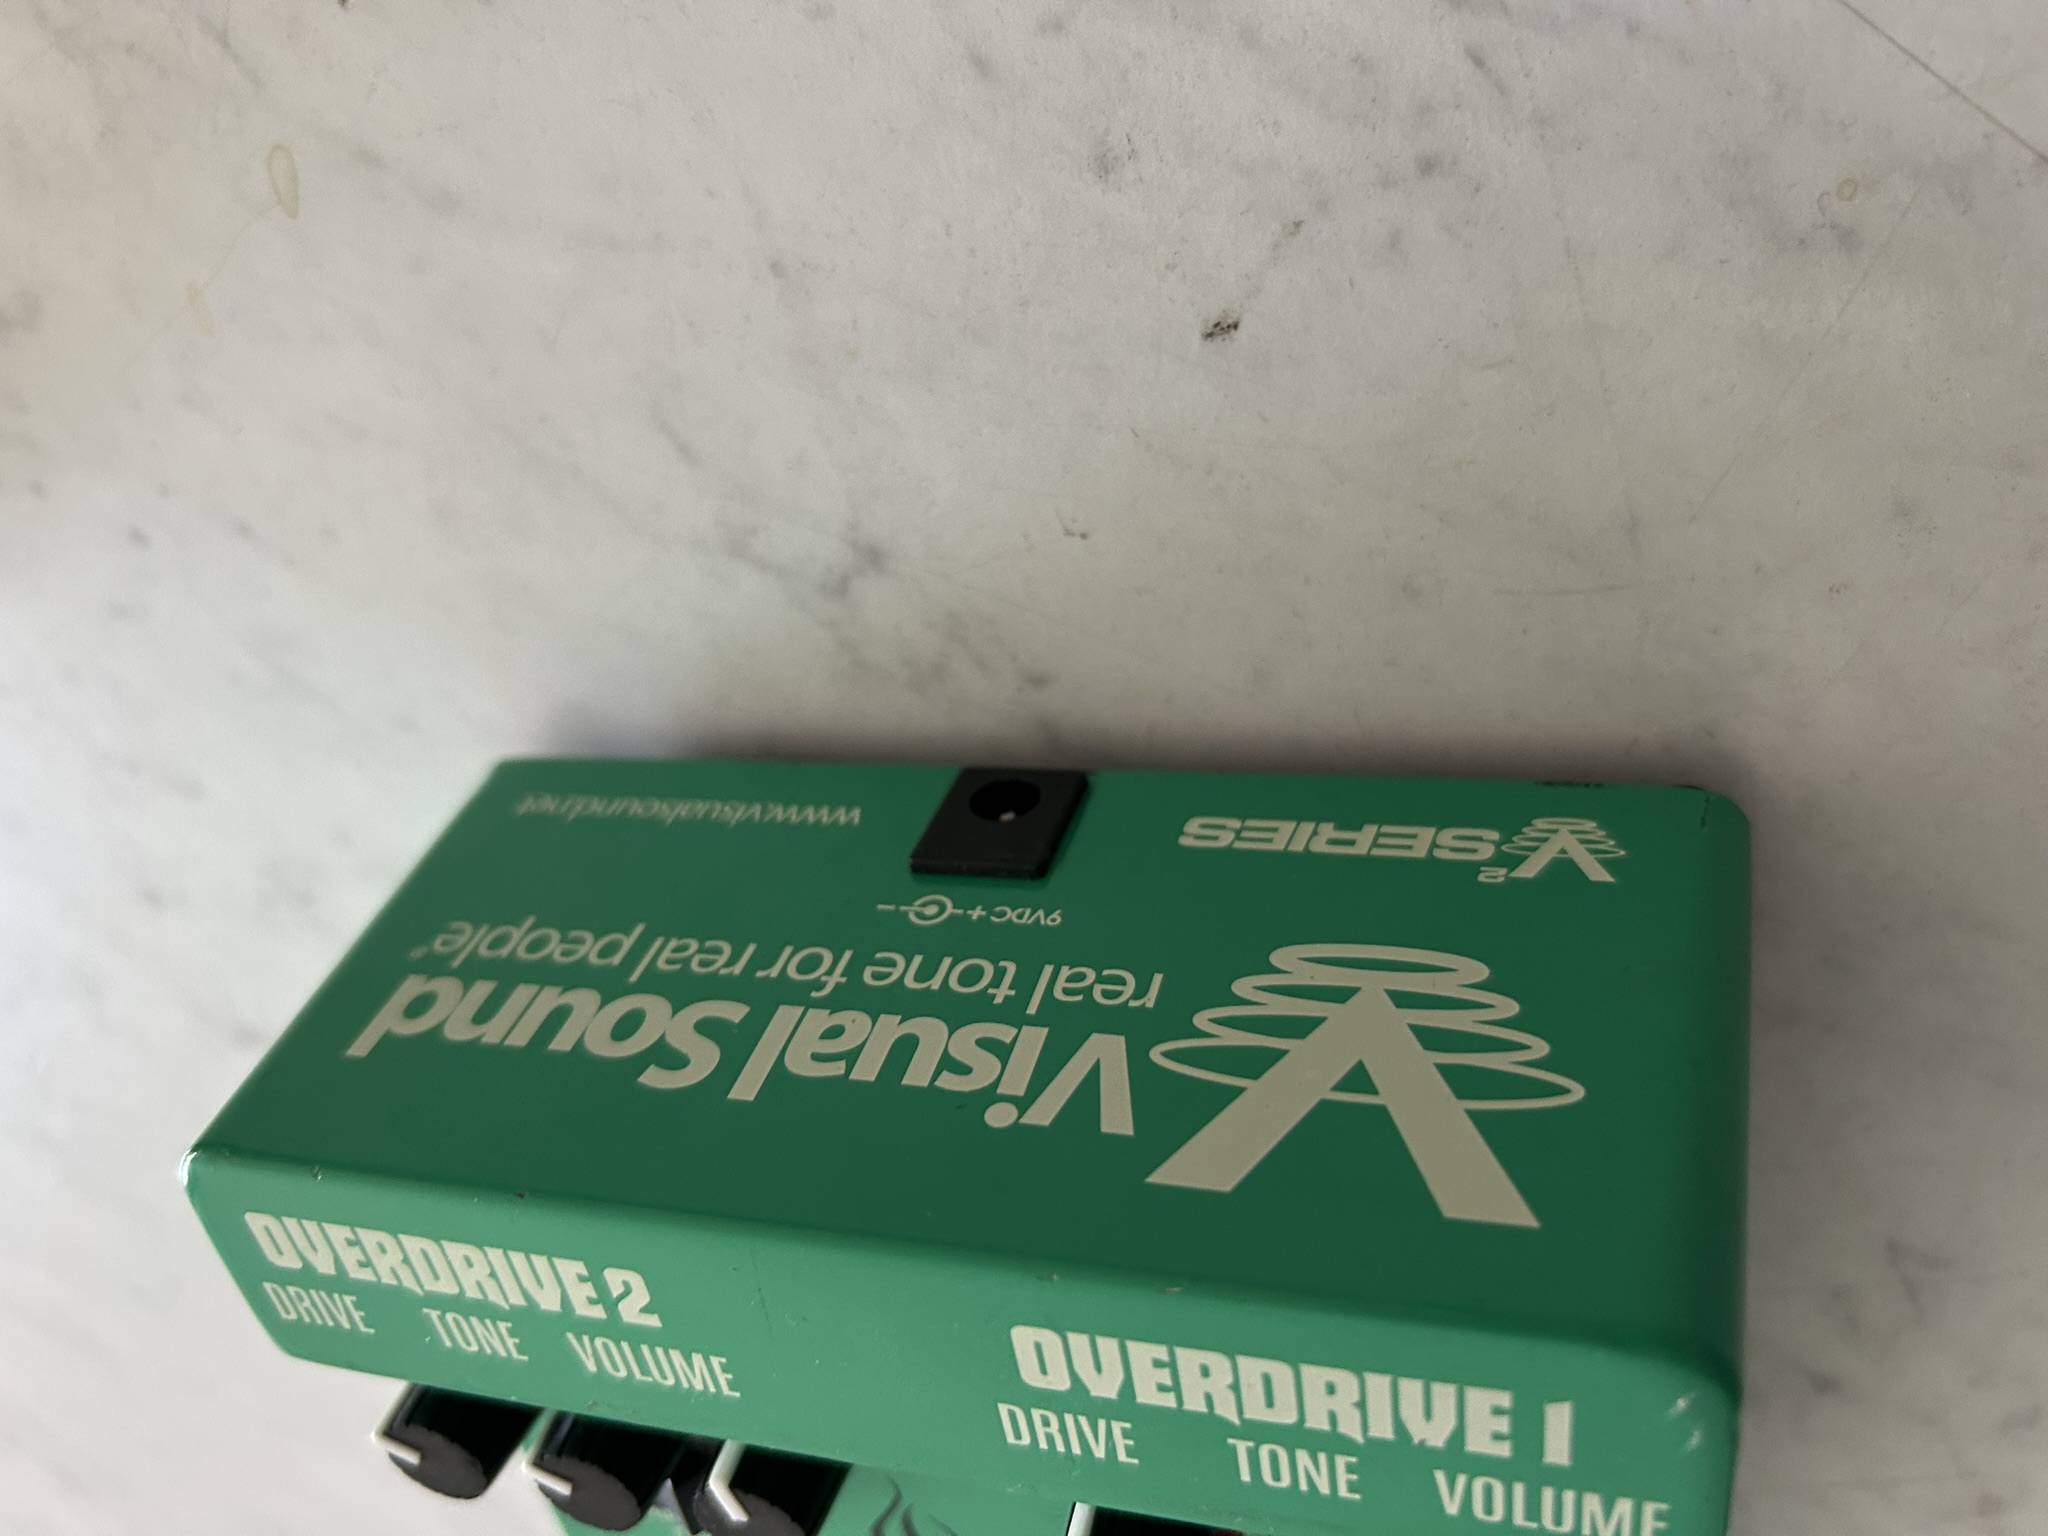 www.visualsound.net
V2 SERIES
9VDC + -
Visual Sound
real tone for real people®
OVERDRIVE 2
DRIVE TONE VOLUME
OVERDRIVE 1
DRIVE TONE VOLUME